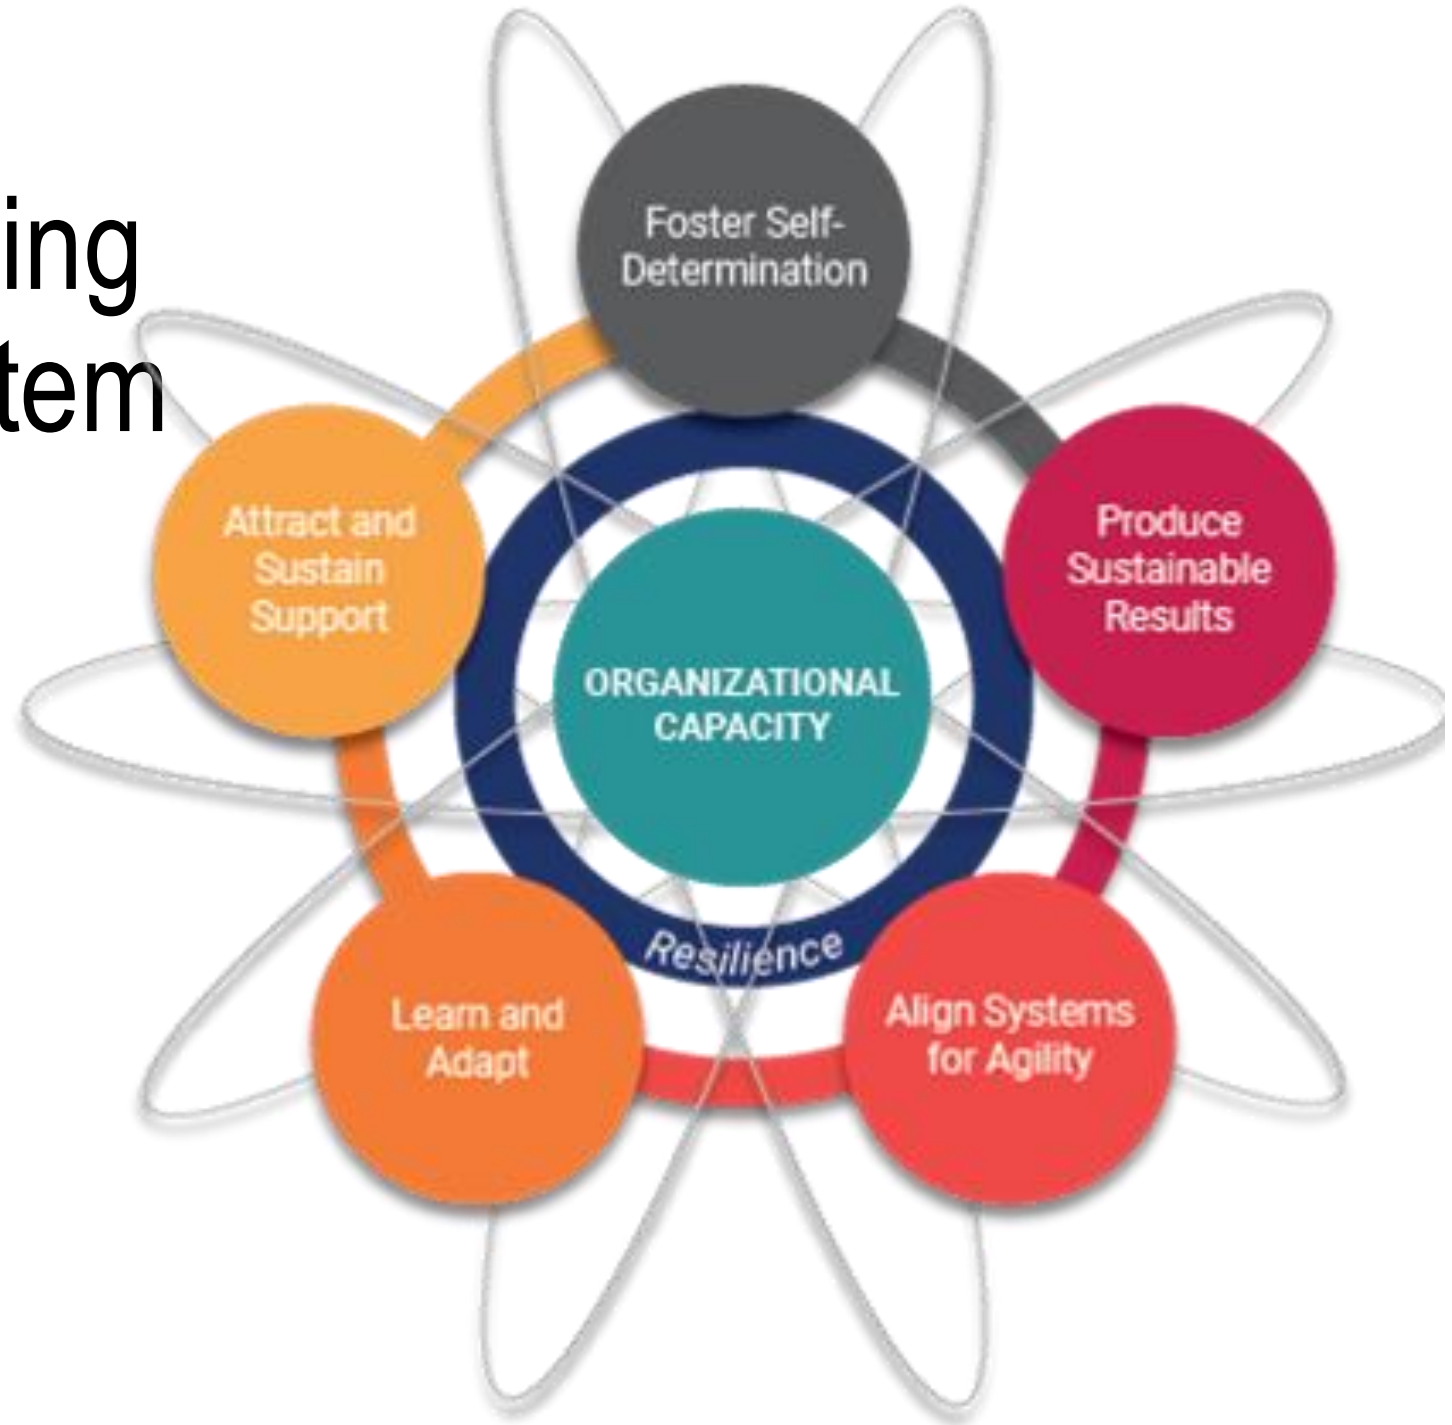 ing
tem
Foster Self-
Determination
Attract and
Sustain
Support
Produce
Sustainable
Results
ORGANIZATIONAL
CAPACITY
Resilience
Learn and
Adapt
Align Systems
for Agility